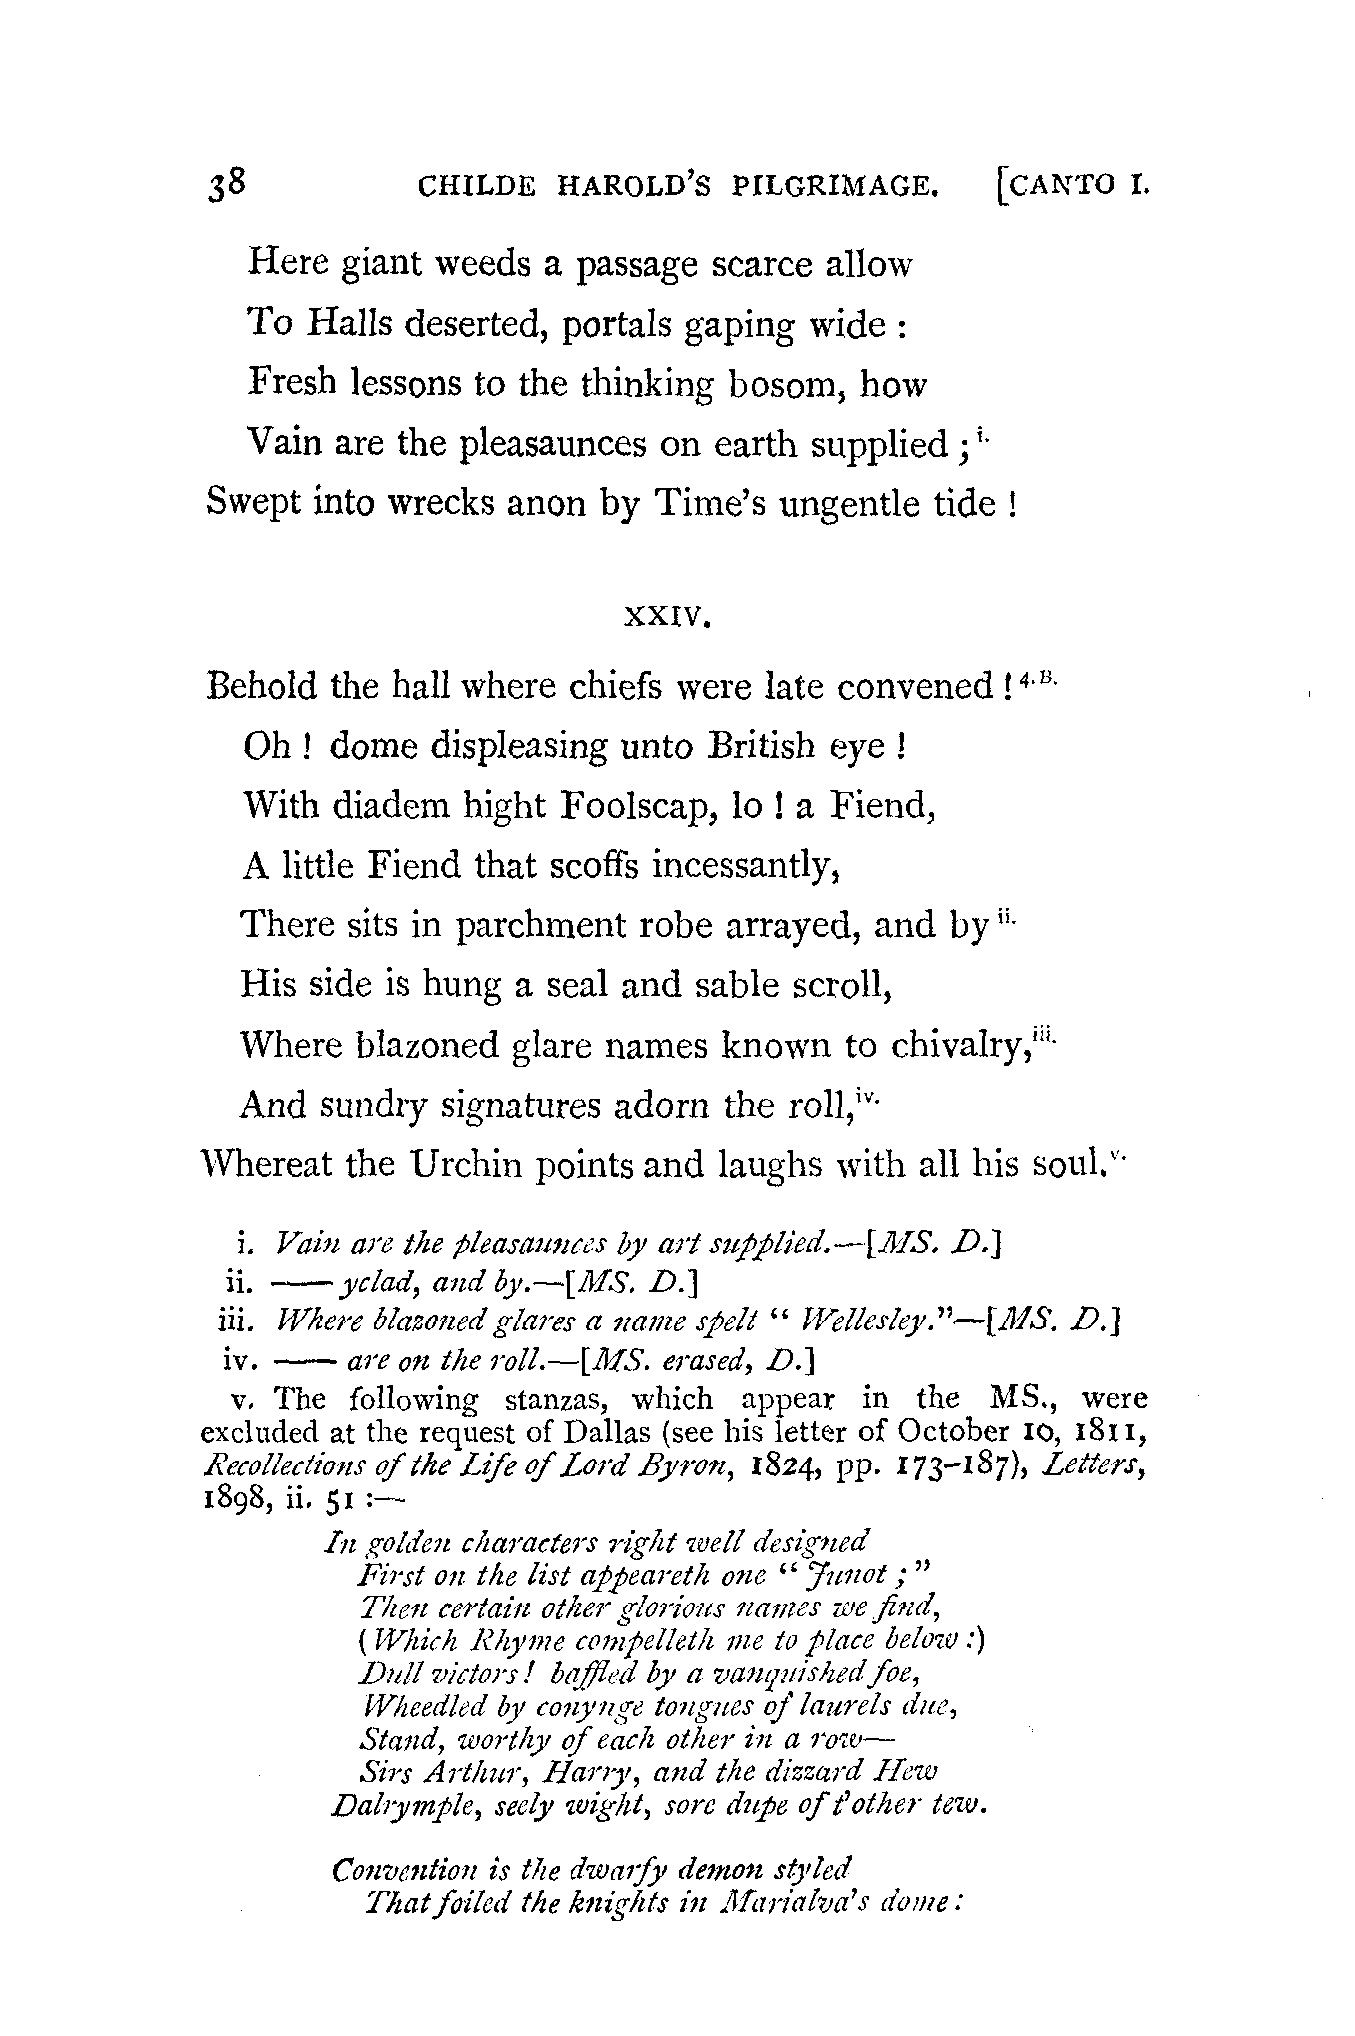 38 CHILDE HAROLD'S PILGRIMAGE. [CANTO I.
Here giant weeds a passage scarce allow
To Halls deserted, portals gaping wide :
Fresh lessons to the thinking bosom, how
Vain are the pleasaunces on earth supplied ; i.
Swept into wrecks anon by Time's ungentle tide !
XXIV.
Behold the hall where chiefs were late convened ! 4.B.
Oh ! dome displeasing unto British eye !
With diadem hight Foolscap, lo ! a Fiend,
A little Fiend that scoffs incessantly,
There sits in parchment robe arrayed, and by ii.
His side is hung a seal and sable scroll,
Where blazoned glare names known to chivalry, iii.
And sundry signatures adorn the roll, iv.
Whereat the Urchin points and laughs with all his soul. v.
i. Vain are the pleasaunces by art supplied.—[MS. D.]
ii. —— yclad, and by.—[MS. D.]
iii. Where blazoned glares a name spelt " Wellesley."—[MS. D.]
iv. —— are on the roll.—[MS. erased, D.]
v. The following stanzas, which appear in the MS., were
excluded at the request of Dallas (see his letter of October 10, 1811,
Recollections of the Life of Lord Byron, 1824, pp. 173-187), Letters,
1898, ii. 51 :—
In golden characters right well designed
First on the list appeareth one " Junot ; "
Then certain other glorious names we find,
( Which Rhyme compelleth me to place below :)
Dull victors ! baffled by a vanquished foe,
Wheedled by conynge tongues of laurels due,
Stand, worthy of each other in a row—
Sirs Arthur, Harry, and the dizzard Hew
Dalrymple, seely wight, sore dupe of t'other tew.
Convention is the dwarfy demon styled
That foiled the knights in Marialva's dome :